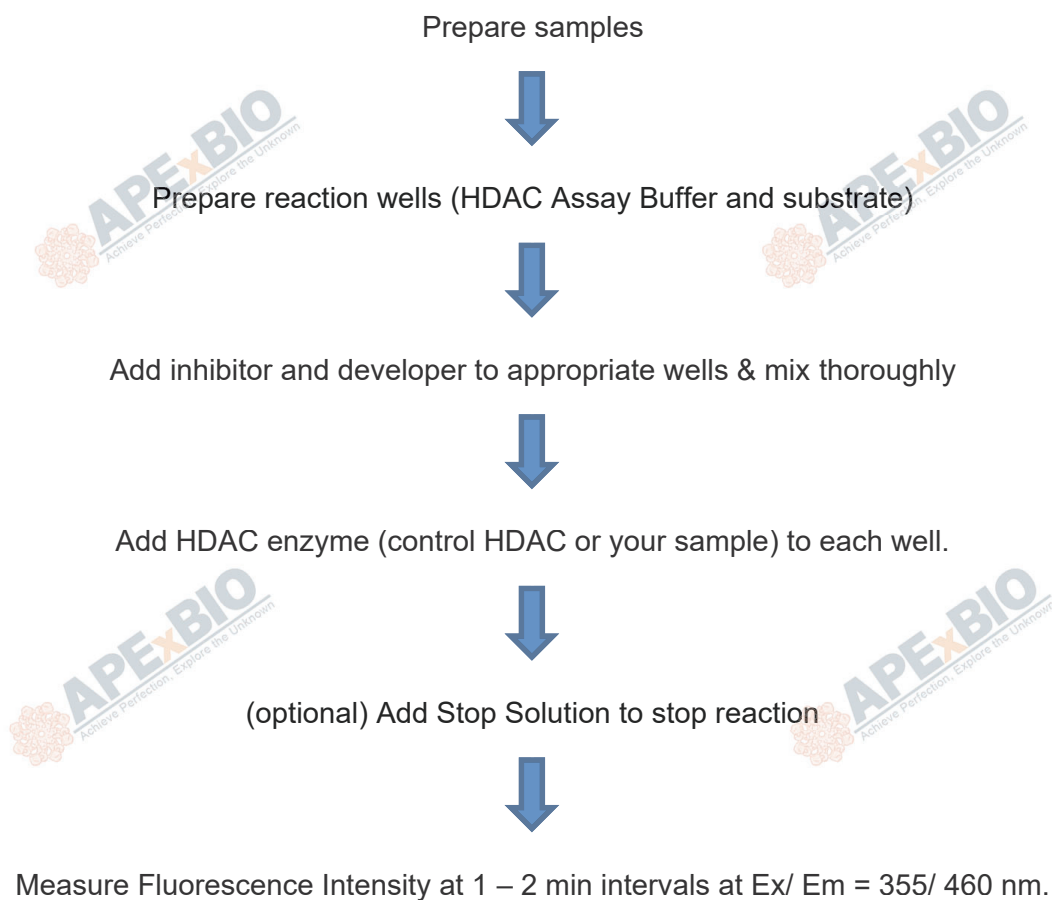 Prepare samples
APExBIO
Achieve Perfection, Explore the Unknown
APExBIO
Achieve Perfection, Explore the Unknown
Prepare reaction wells (HDAC Assay Buffer and substrate)
Add inhibitor and developer to appropriate wells & mix thoroughly
Add HDAC enzyme (control HDAC or your sample) to each well.
APExBIO
Achieve Perfection, Explore the Unknown
APExBIO
Achieve Perfection, Explore the Unknown
(optional) Add Stop Solution to stop reaction
Measure Fluorescence Intensity at 1 – 2 min intervals at Ex/ Em = 355/ 460 nm.